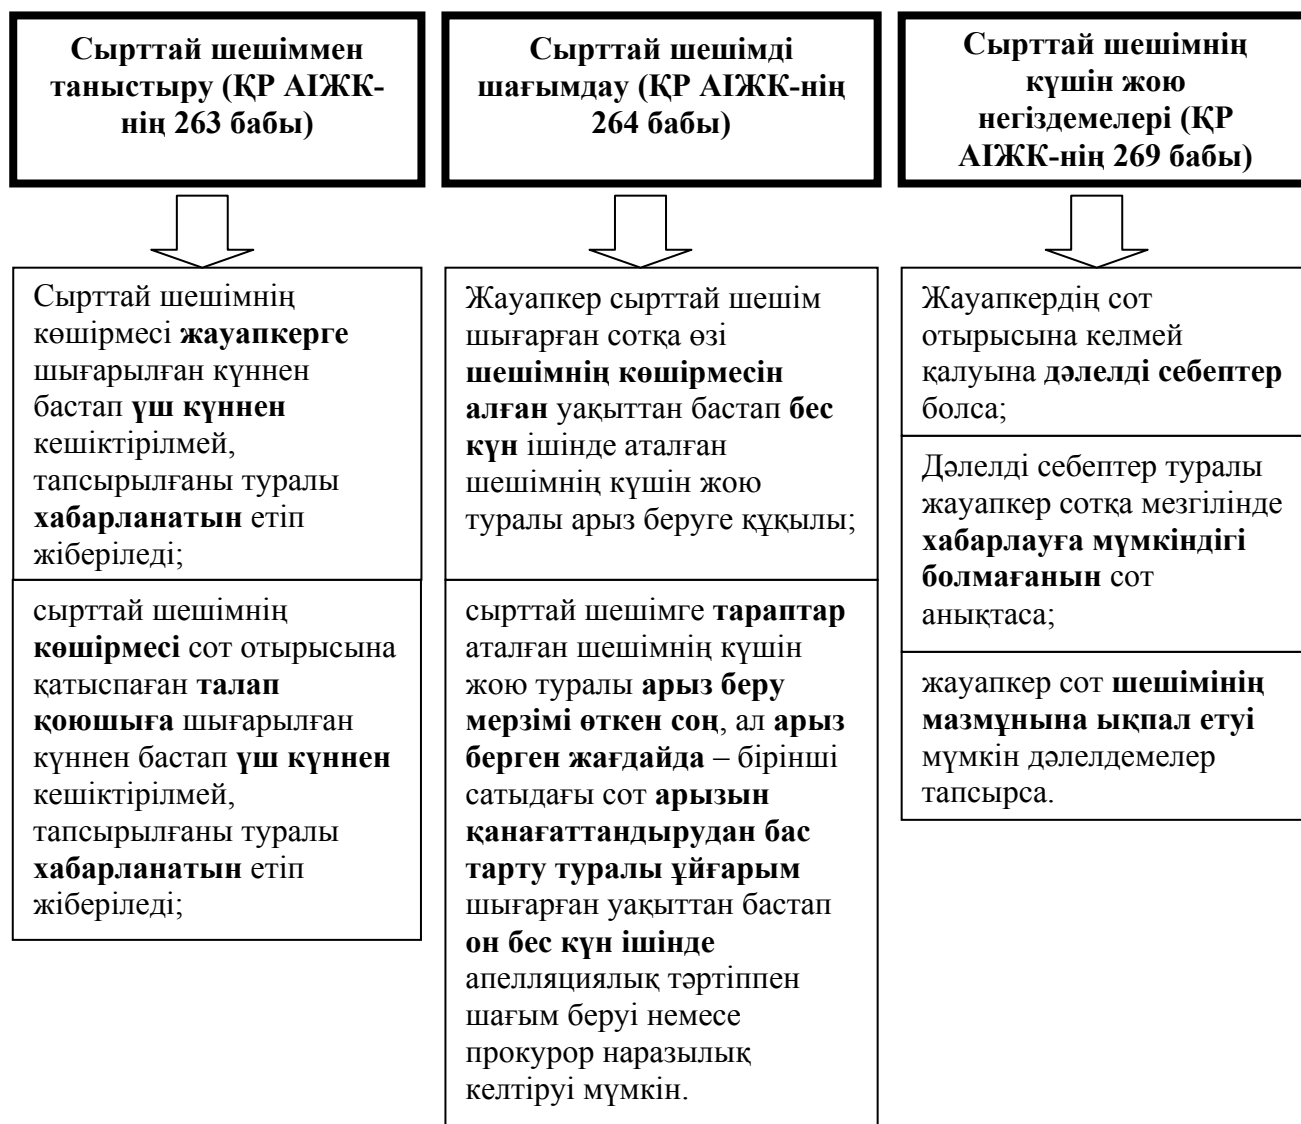 Сырттай шешіммен
таныстыру (ҚР АІЖК-
нің 263 бабы)
Сырттай шешімнің
көшірмесі жауапкерге
шығарылған күннен
бастап үш күннен
кешіктірілмей,
тапсырылғаны туралы
хабарланатын етіп
жіберіледі;
сырттай шешімнің
көшірмесі сот отырысына
қатыспаған талап
қоюшыға шығарылған
күннен бастап үш күннен
кешіктірілмей,
тапсырылғаны туралы
хабарланатын етіп
жіберіледі;
Сырттай шешімді
шағымдау (ҚР АІЖК-нің
264 бабы)
Жауапкер сырттай шешім
шығарған сотқа өзі
шешімнің көшірмесін
алған уақыттан бастап бес
күн ішінде аталған
шешімнің күшін жою
туралы арыз беруге құқылы;
сырттай шешімге тараптар
аталған шешімнің күшін
жою туралы арыз беру
мерзімі өткен соң, ал арыз
берген жағдайда – бірінші
сатыдағы сот арызын
қанағаттандырудан бас
тарту туралы ұйғарым
шығарған уақыттан бастап
он бес күн ішінде
апелляциялық тәртіппен
шағым беруі немесе
прокурор наразылық
келтіруі мүмкін.
Сырттай шешімнің
күшін жою
негіздемелері (ҚР
АІЖК-нің 269 бабы)
Жауапкердің сот
отырысына келмей
қалуына дәлелді себептер
болса;
Дәлелді себептер туралы
жауапкер сотқа мезгілінде
хабарлауға мүмкіндігі
болмағанын сот
анықтаса;
жауапкер сот шешімінің
мазмұнына ықпал етуі
мүмкін дәлелдемелер
тапсырса.